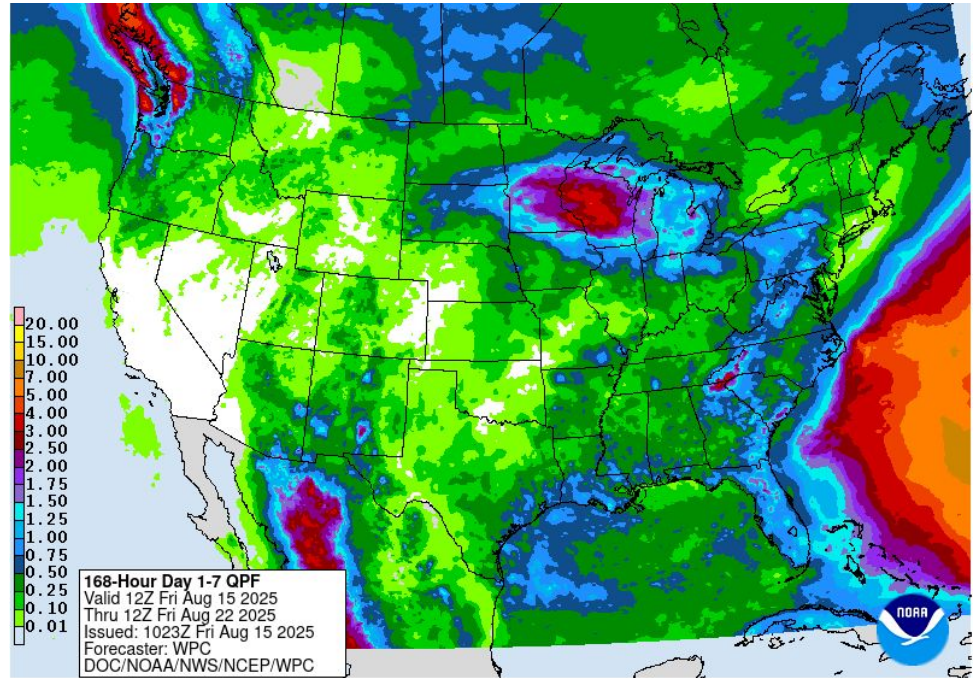 20.00
15.00
10.00
7.00
5.00
4.00
3.00
2.50
2.00
1.75
1.50
1.25
1.00
0.75
0.50
0.25
0.10
0.01
168-Hour Day 1-7 QPF
Valid 12Z Fri Aug 15 2025
Thru 12Z Fri Aug 22 2025
Issued: 1023Z Fri Aug 15 2025
Forecaster: WPC
DOC/NOAA/NWS/NCEP/WPC
NOAA